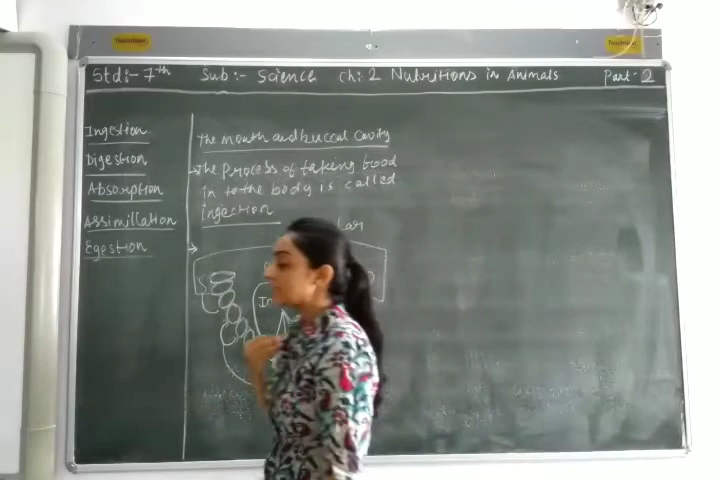 Std:- 7th Sub:- Science Ch: 2 Nutritions in Animals Part- 2
Ingestion
Digestion
Absorption
Assimillation
Egestion
The mouth and buccal cavity
The process of taking food
in to the body is called
Ingestion